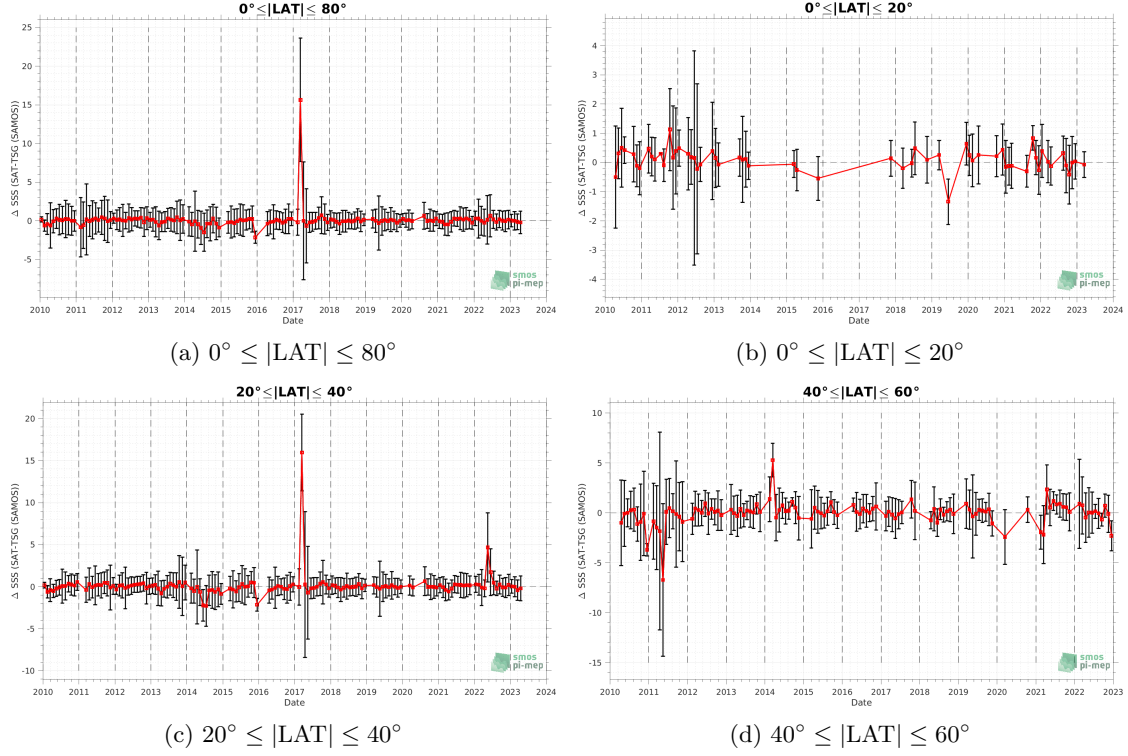 0°≤|LAT|≤ 80°
Δ SSS (SAT-TSG (SAMOS))
25
20
15
10
5
0
-5
2010 2011 2012 2013 2014 2015 2016 2017 2018 2019 2020 2021 2022 2023 2024
Date
smos
pi-mep
(a) 0° ≤ |LAT| ≤ 80°
0°≤|LAT|≤ 20°
Δ SSS (SAT-TSG (SAMOS))
4
3
2
1
0
-1
-2
-3
-4
2010 2011 2012 2013 2014 2015 2016 2017 2018 2019 2020 2021 2022 2023 2024
Date
smos
pi-mep
(b) 0° ≤ |LAT| ≤ 20°
20°≤|LAT|≤ 40°
Δ SSS (SAT-TSG (SAMOS))
20
15
10
5
0
-5
-10
2010 2011 2012 2013 2014 2015 2016 2017 2018 2019 2020 2021 2022 2023 2024
Date
smos
pi-mep
(c) 20° ≤ |LAT| ≤ 40°
40°≤|LAT|≤ 60°
Δ SSS (SAT-TSG (SAMOS))
10
5
0
-5
-10
-15
2010 2011 2012 2013 2014 2015 2016 2017 2018 2019 2020 2021 2022 2023
Date
smos
pi-mep
(d) 40° ≤ |LAT| ≤ 60°